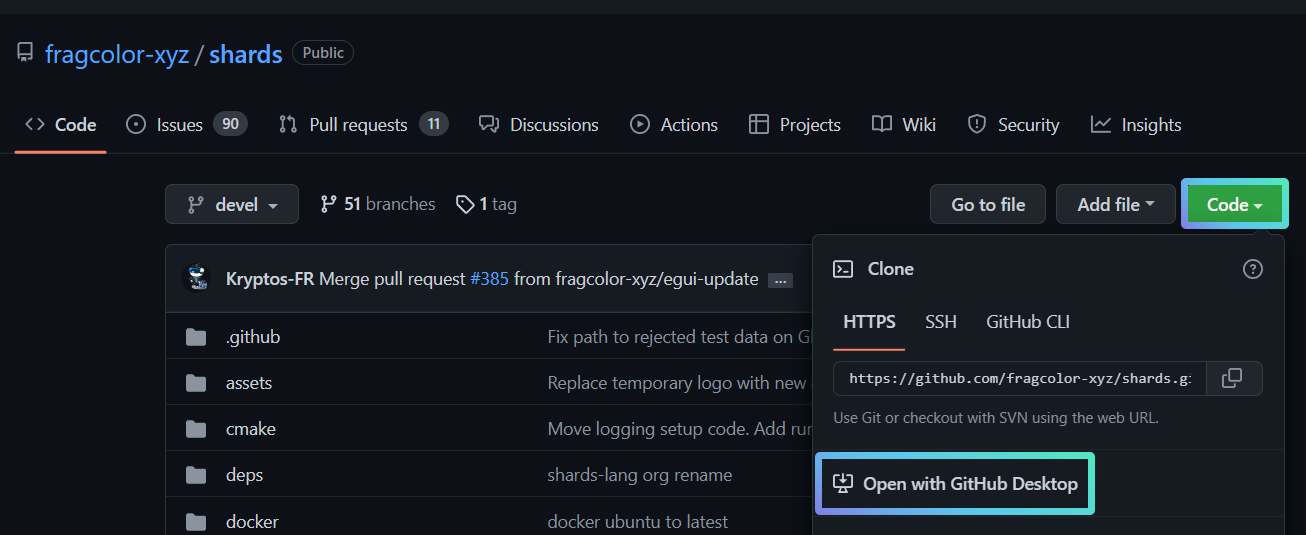 fragcolor-xyz / shards Public
Code Issues 90 Pull requests 11 Discussions Actions Projects Wiki Security Insights
devel 51 branches 1 tag Go to file Add file Code
Kryptos-FR Merge pull request #385 from fragcolor-xyz/egui-update ...
.github Fix path to rejected test data on
assets Replace temporary logo with new
cmake Move logging setup code. Add
deps shards-lang org rename
docker docker ubuntu to latest
Clone
HTTPS SSH GitHub CLI
https://github.com/fragcolor-xyz/shards.gi
Use Git or checkout with SVN using the web URL.
Open with GitHub Desktop